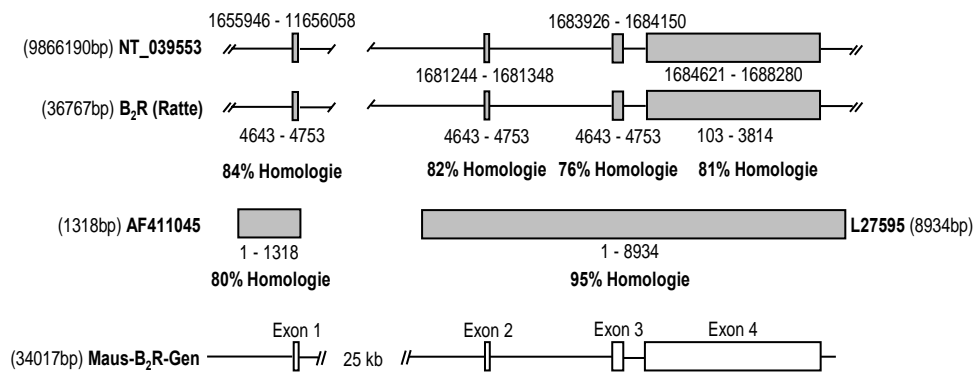 1655946 - 11656058
1683926 - 1684150
(9866190bp) NT_039553
1681244 - 1681348
1684621 - 1688280
(36767bp) B₂R (Ratte)
4643 - 4753
4643 - 4753
4643 - 4753
103 - 3814
84% Homologie
82% Homologie
76% Homologie
81% Homologie
(1318bp) AF411045
L27595 (8934bp)
1 - 1318
1 - 8934
80% Homologie
95% Homologie
Exon 1
Exon 2
Exon 3
Exon 4
(34017bp) Maus-B₂R-Gen
25 kb